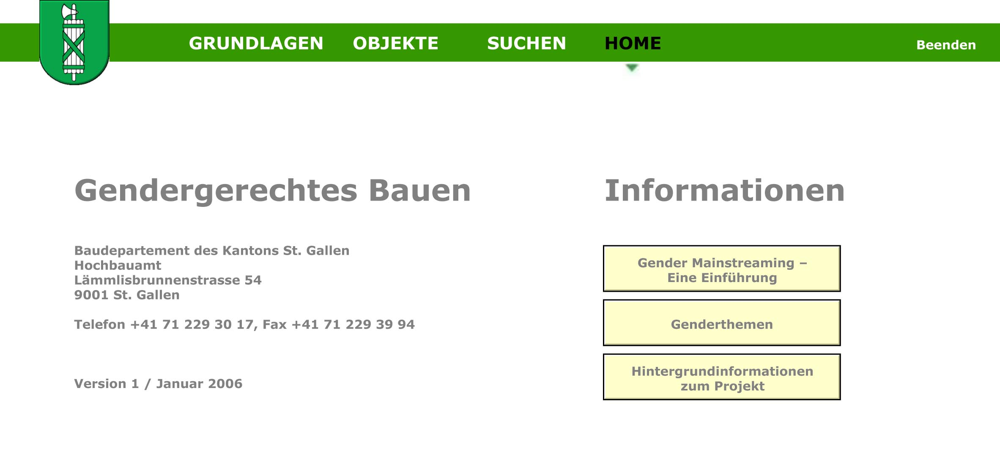 GRUNDLAGEN OBJEKTE SUCHEN HOME Beenden
Gendergerechtes Bauen
Baudepartement des Kantons St. Gallen
Hochbauamt
Lämmlisbrunnenstrasse 54
9001 St. Gallen
Telefon +41 71 229 30 17, Fax +41 71 229 39 94
Version 1 / Januar 2006
Informationen
Gender Mainstreaming –
Eine Einführung
Genderthemen
Hintergrundinformationen
zum Projekt